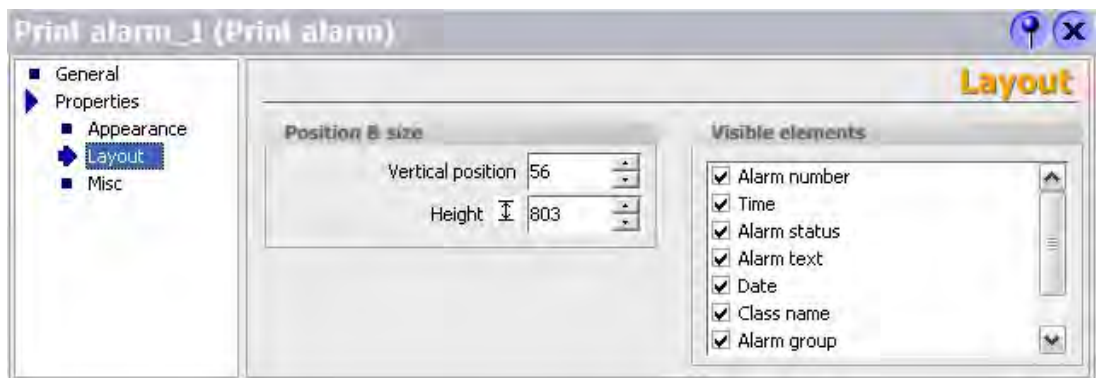 Print alarm_1 (Print alarm)
General
Properties
Appearance
Layout
Misc
Layout
Position & size
Vertical position 56
Height 803
Visible elements
Alarm number
Time
Alarm status
Alarm text
Date
Class name
Alarm group